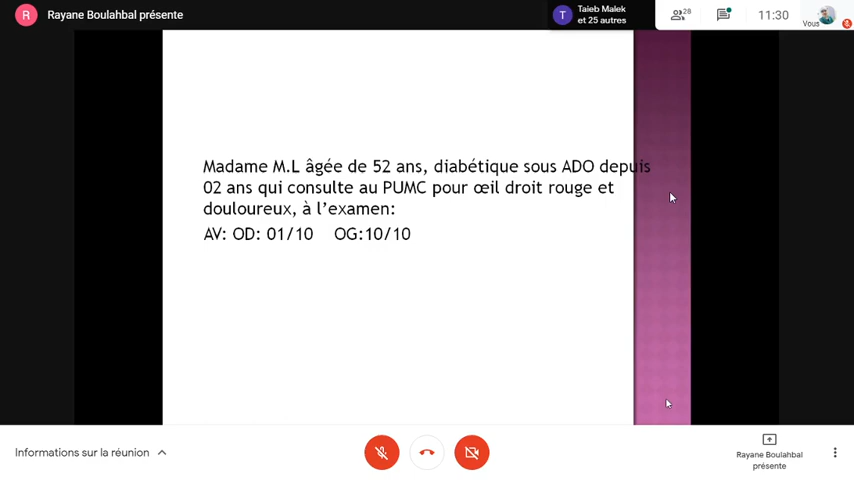 R Rayane Boulahbal présente
T Taieb Malek
et 25 autres
28
11:30
Vous
Madame M.L âgée de 52 ans, diabétique sous ADO depuis
02 ans qui consulte au PUMC pour œil droit rouge et
douloureux, à l’examen:
AV: OD: 01/10 OG:10/10
Informations sur la réunion
Rayane Boulahbal
présente